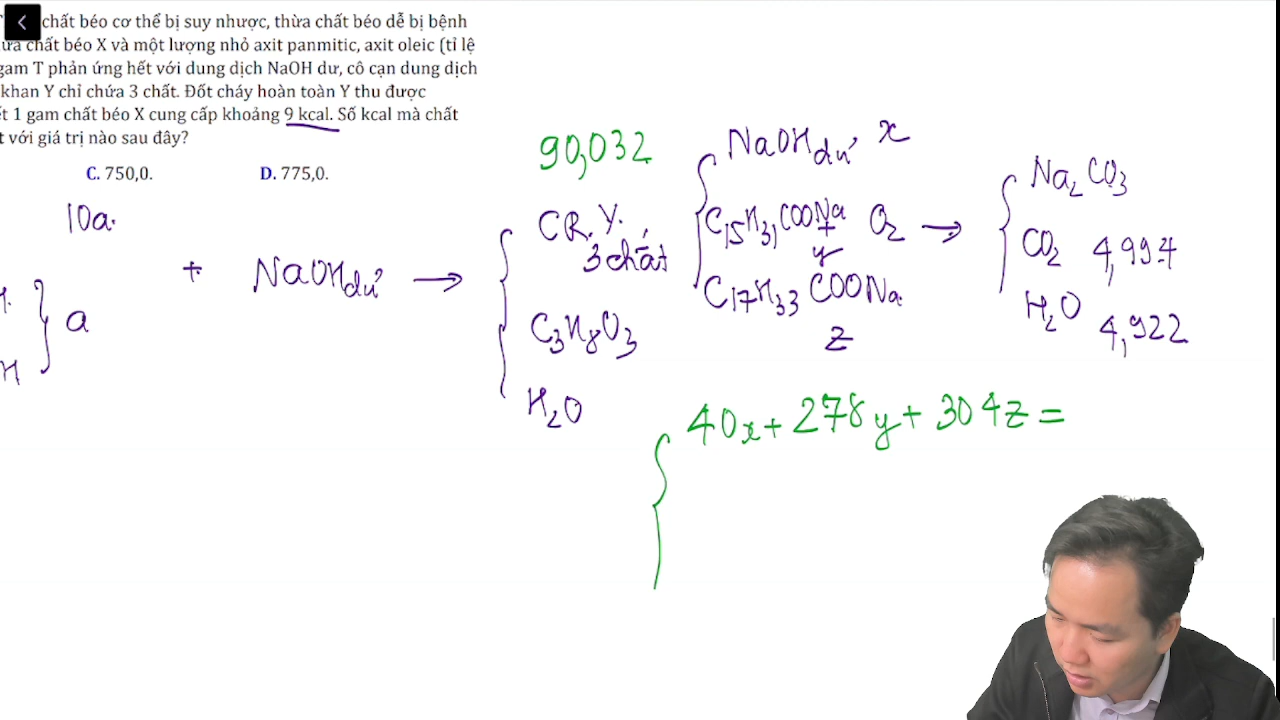 chất béo cơ thể bị suy nhược, thừa chất béo dễ bị bệnh
chất béo X và một lượng nhỏ axit panmitic, axit oleic (tỉ lệ
gam T phản ứng hết với dung dịch NaOH dư, cô cạn dung dịch
khan Y chỉ chứa 3 chất. Đốt cháy hoàn toàn Y thu được
1 gam chất béo X cung cấp khoảng 9 kcal. Số kcal mà chất
với giá trị nào sau đây?
C. 750,0. D. 775,0.
10a.
a
+ NaOH dư →
CR. Y.
3 chất
C3H8O3
H2O
90,032
NaOH dư x
C15H31COONa
y
C17H33COONa
z
+ O2 →
Na2CO3
CO2 4,994
H2O 4,922
40x + 278y + 304z =